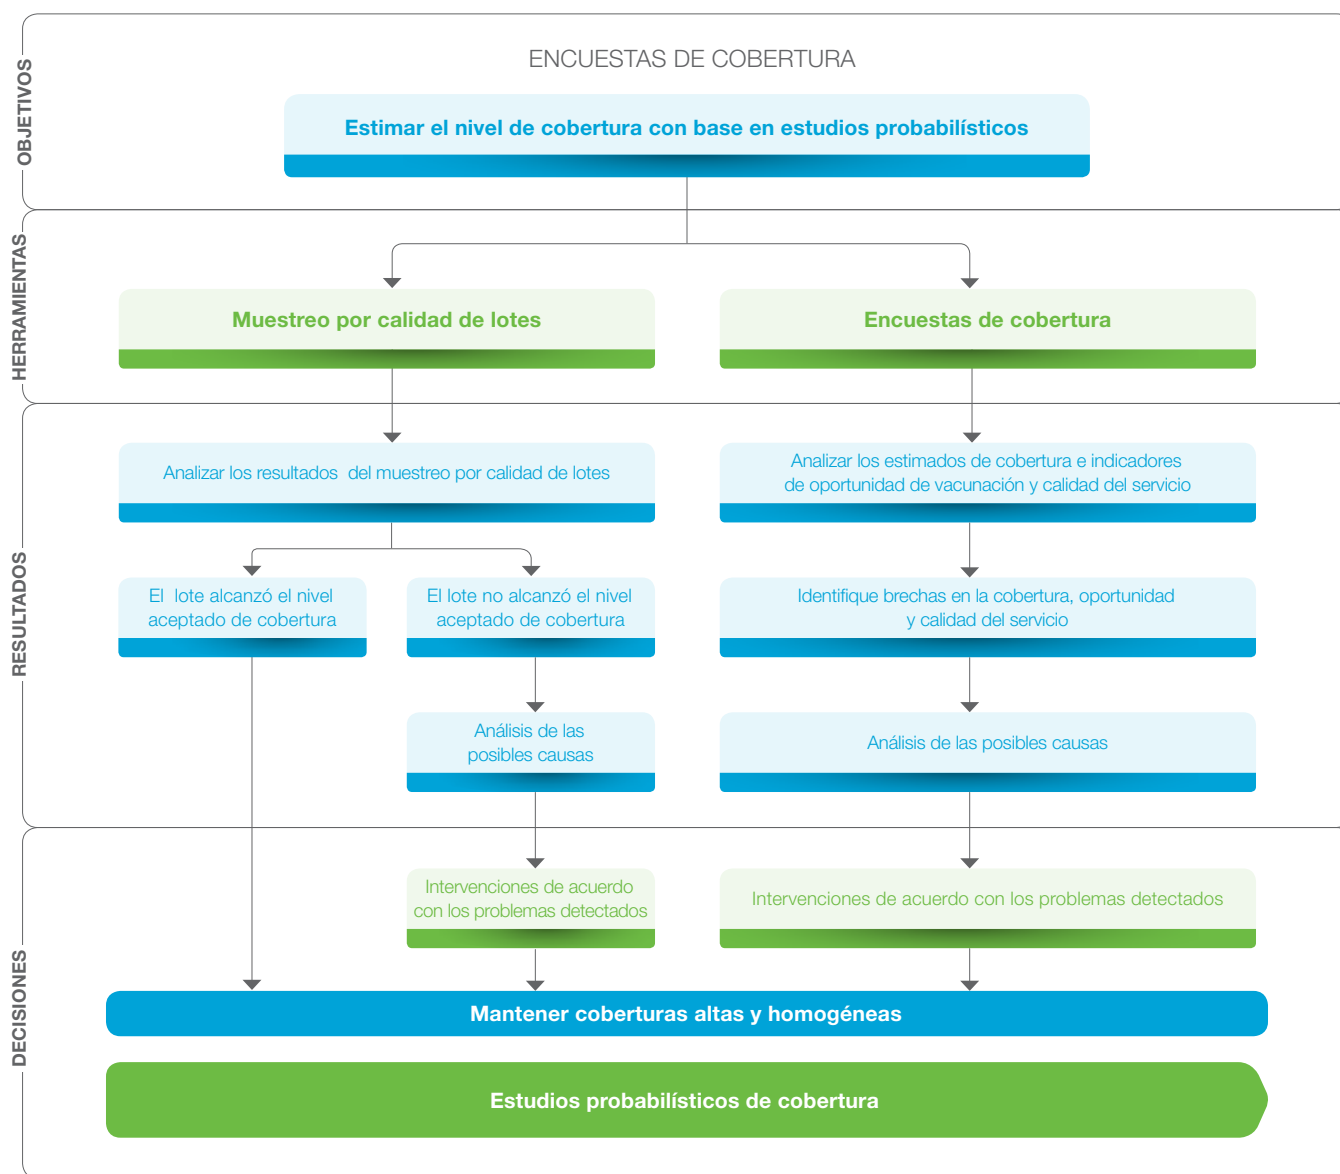 OBJETIVOS
ENCUESTAS DE COBERTURA
Estimar el nivel de cobertura con base en estudios probabilísticos
HERRAMIENTAS
Muestreo por calidad de lotes
Encuestas de cobertura
RESULTADOS
Analizar los resultados del muestreo por calidad de lotes
Analizar los estimados de cobertura e indicadores
de oportunidad de vacunación y calidad del servicio
El lote alcanzó el nivel
aceptado de cobertura
El lote no alcanzó el nivel
aceptado de cobertura
Identifique brechas en la cobertura, oportunidad
y calidad del servicio
Análisis de las
posibles causas
Análisis de las posibles causas
DECISIONES
Intervenciones de acuerdo
con los problemas detectados
Intervenciones de acuerdo con los problemas detectados
Mantener coberturas altas y homogéneas
Estudios probabilísticos de cobertura